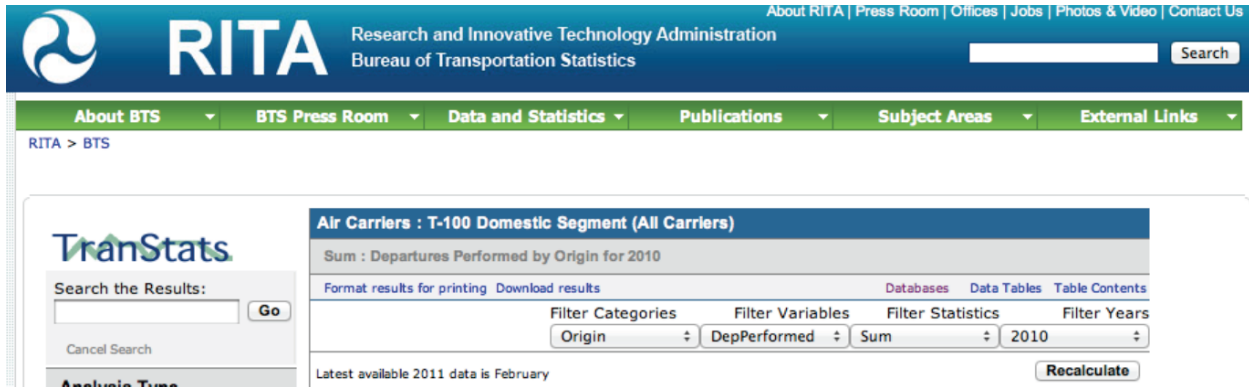 About RITA | Press Room | Offices | Jobs | Photos & Video | Contact Us
RITA
Research and Innovative Technology Administration
Bureau of Transportation Statistics
Search
About BTS BTS Press Room Data and Statistics Publications Subject Areas External Links
RITA > BTS
TranStats
Search the Results:
Go
Cancel Search
Analysis Type
Air Carriers : T-100 Domestic Segment (All Carriers)
Sum : Departures Performed by Origin for 2010
Format results for printing Download results Databases Data Tables Table Contents
Filter Categories Filter Variables Filter Statistics Filter Years
Origin DepPerformed Sum 2010
Latest available 2011 data is February
Recalculate